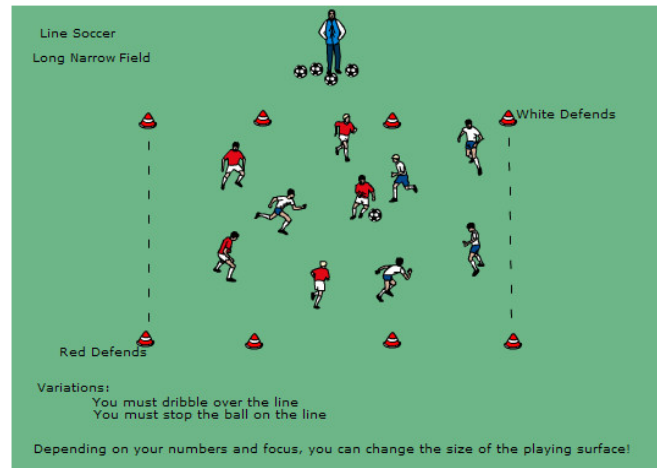 Line Soccer
Long Narrow Field
White Defends
Red Defends
Variations:
You must dribble over the line
You must stop the ball on the line
Depending on your numbers and focus, you can change the size of the playing surface!